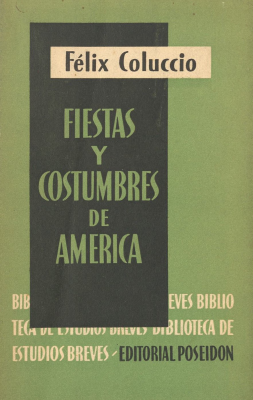 Félix Coluccio
FIESTAS
Y
COSTUMBRES
DE
AMERICA
BIB EVES BIBLIO
TECA DE ESTUDIOS BREVES - BIBLIOTECA DE
ESTUDIOS BREVES - EDITORIAL POSEIDON